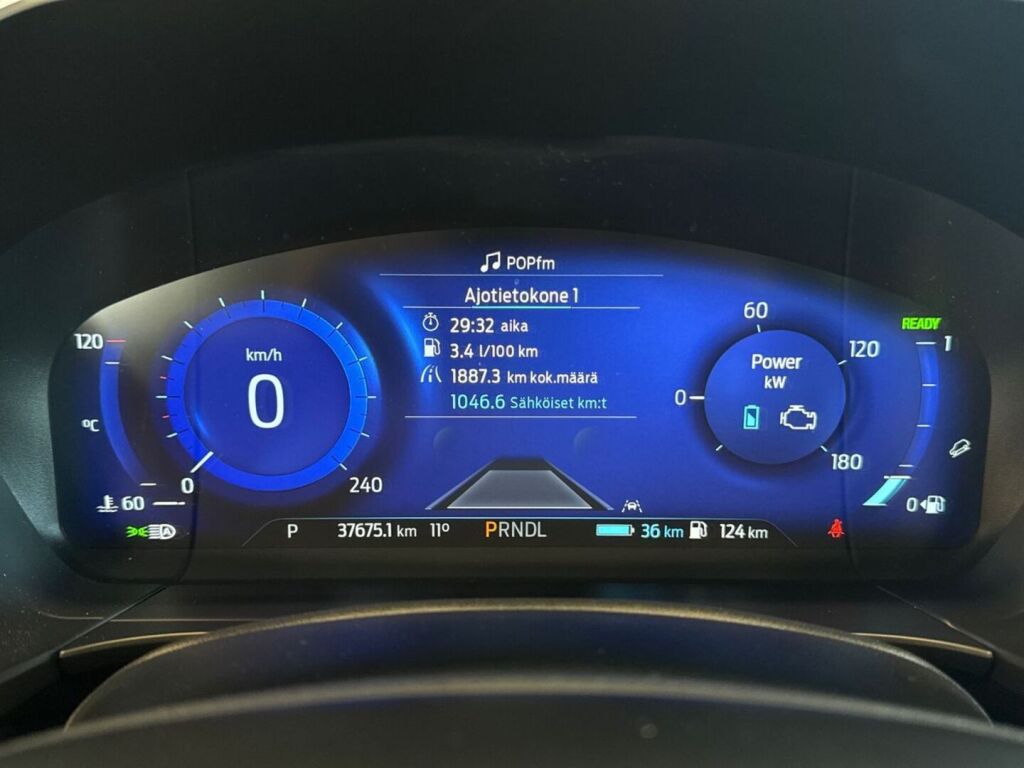 POPfm
Ajotietokone 1
29:32 aika
3.4 l/100 km
1887.3 km kok.määrä
1046.6 Sähköiset km:t
120
°C
60
km/h
0
0
240
60
Power
kW
0
120
180
READY
1
0
A
P
37675.1 km
11°
PRNDL
36 km
124 km